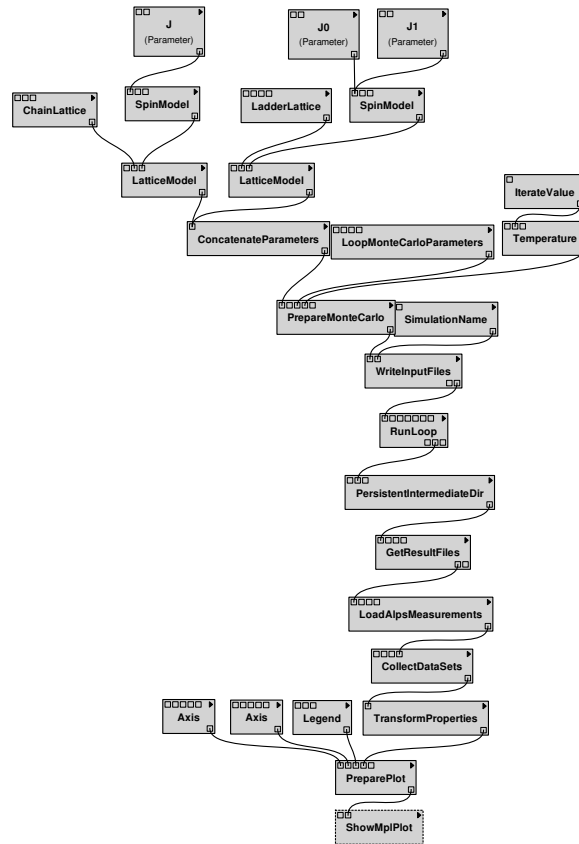 J
(Parameter)
J0
(Parameter)
J1
(Parameter)
ChainLattice
SpinModel
LadderLattice
SpinModel
LatticeModel
LatticeModel
IterateValue
ConcatenateParameters
LoopMonteCarloParameters
Temperature
PrepareMonteCarlo
SimulationName
WriteInputFiles
RunLoop
PersistentIntermediateDir
GetResultFiles
LoadAlpsMeasurements
CollectDataSets
Axis
Axis
Legend
TransformProperties
PreparePlot
ShowMplPlot